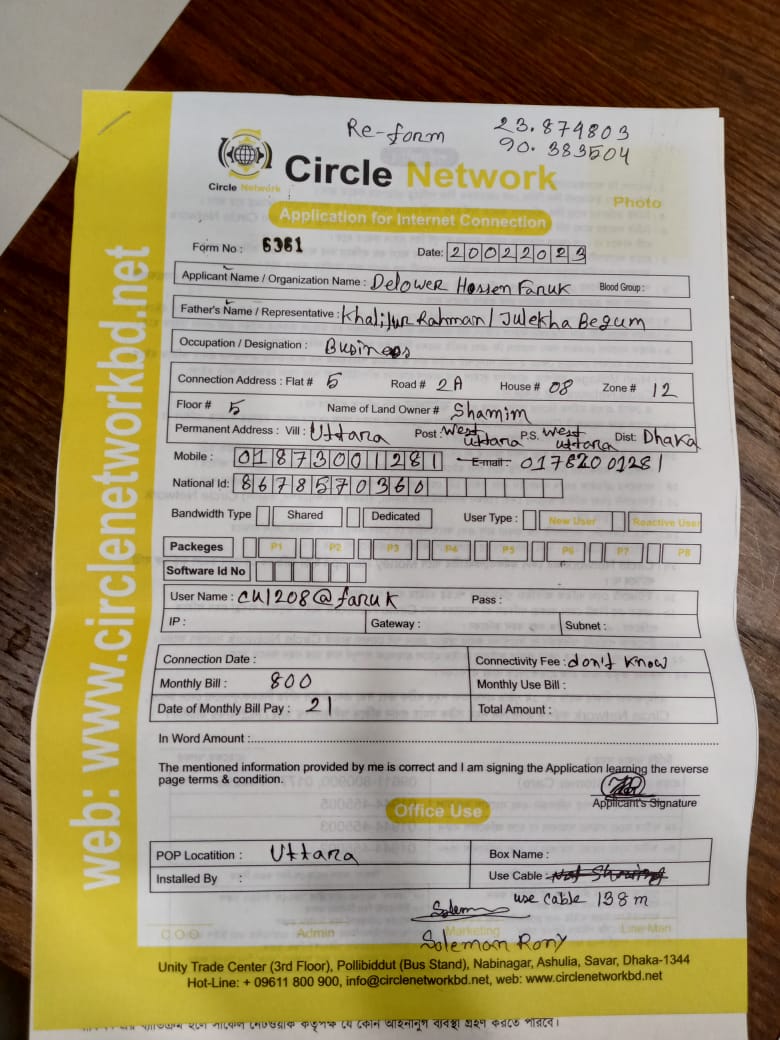 Re-form 23.874803
90.383504
Circle Network
Circle Network
Photo
Application for Internet Connection
Form No : 6361 Date: 20022023
Applicant Name / Organization Name : Delower Hossen Faruk Blood Group :
Father's Name / Representative : Khalilur Rahman / Julekha Begum
Occupation / Designation : Business
Connection Address : Flat # 5 Road # 2A House # 08 Zone # 12
Floor # 5 Name of Land Owner # Shamim
Permanent Address : Vill : Uttara Post : West Uttara P.S. West Uttara Dist: Dhaka
Mobile : 01873001281 E-mail : 01782001281
National Id: 8678570360
Bandwidth Type Shared Dedicated User Type : New User Reactive User
Packeges P1 P2 P3 P4 P5 P6 P7 P8
Software Id No
User Name : cn1208@faruk Pass :
IP : Gateway : Subnet :
Connection Date : Connectivity Fee : don't know
Monthly Bill : 800 Monthly Use Bill :
Date of Monthly Bill Pay : 21 Total Amount :
In Word Amount :
The mentioned information provided by me is correct and I am signing the Application learning the reverse
page terms & condition.
Applicant's Signature
Office Use
POP Locatition : Uttara Box Name :
Installed By : Use Cable : Not Showing
use cable 138 m
Solem
C.O.O Admin Marketing Line Man
Soleman Rony
Unity Trade Center (3rd Floor), Pollibiddut (Bus Stand), Nabinagar, Ashulia, Savar, Dhaka-1344
Hot-Line: + 09611 800 900, info@circlenetworkbd.net, web: www.circlenetworkbd.net
web: www.circlenetworkbd.net